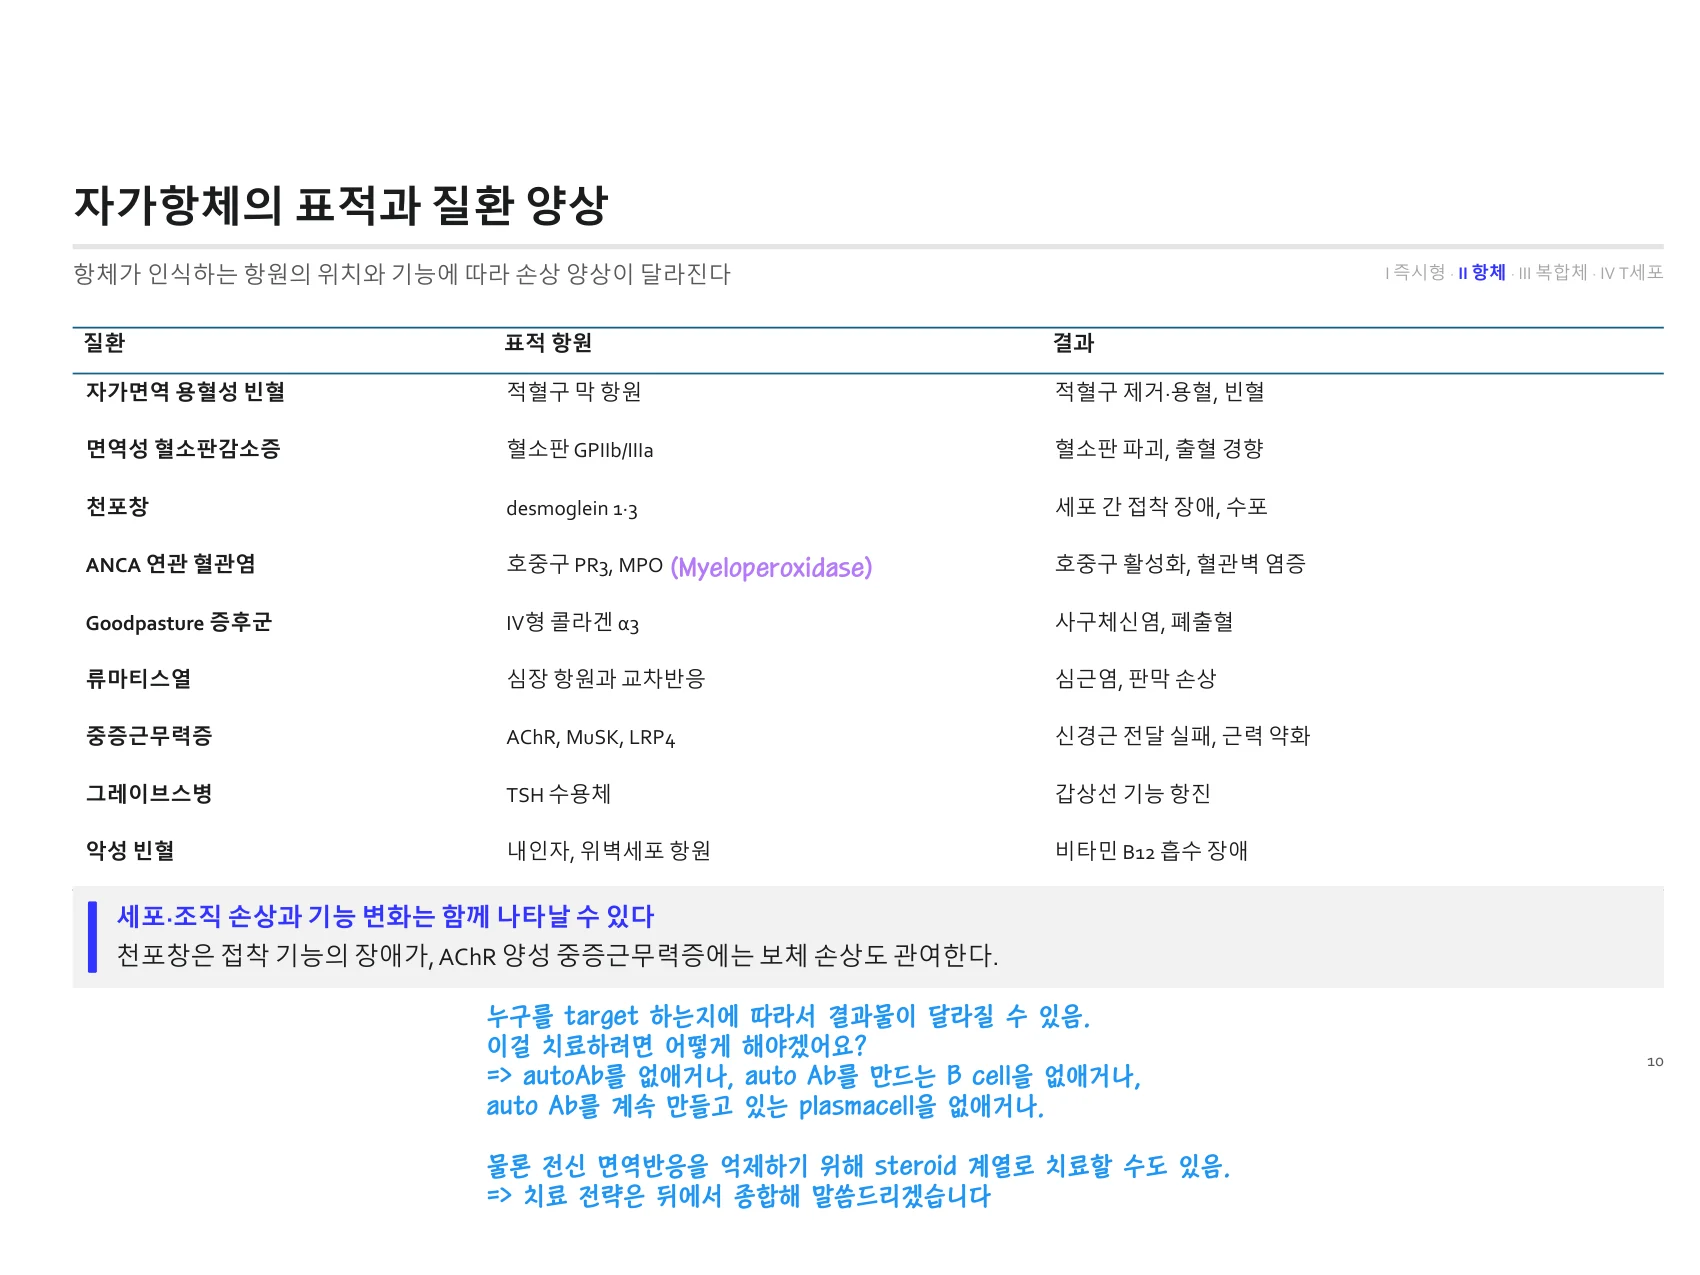 자가항체의 표적과 질환 양상
항체가 인식하는 항원의 위치와 기능에 따라 손상 양상이 달라진다
I 즉시형 · II 항체 · III 복합체 · IV T세포
질환 표적 항원 결과
자가면역 용혈성 빈혈 적혈구 막 항원 적혈구 제거·용혈, 빈혈
면역성 혈소판감소증 혈소판 GPIIb/IIIa 혈소판 파괴, 출혈 경향
천포창 desmoglein 1·3 세포 간 접착 장애, 수포
ANCA 연관 혈관염 호중구 PR3, MPO (Myeloperoxidase) 호중구 활성화, 혈관벽 염증
Goodpasture 증후군 IV형 콜라겐 α3 사구체신염, 폐출혈
류마티스열 심장 항원과 교차반응 심근염, 판막 손상
중증근무력증 AChR, MuSK, LRP4 신경근 전달 실패, 근력 약화
그레이브스병 TSH 수용체 갑상선 기능 항진
악성 빈혈 내인자, 위벽세포 항원 비타민 B12 흡수 장애
세포·조직 손상과 기능 변화는 함께 나타날 수 있다
천포창은 접착 기능의 장애가, AChR 양성 중증근무력증에는 보체 손상도 관여한다.
누구를 target 하는지에 따라서 결과물이 달라질 수 있음.
이걸 치료하려면 어떻게 해야겠어요?
=> autoAb를 없애거나, auto Ab를 만드는 B cell을 없애거나,
auto Ab를 계속 만들고 있는 plasmacell을 없애거나.
물론 전신 면역반응을 억제하기 위해 steroid 계열로 치료할 수도 있음.
=> 치료 전략은 뒤에서 종합해 말씀드리겠습니다
10